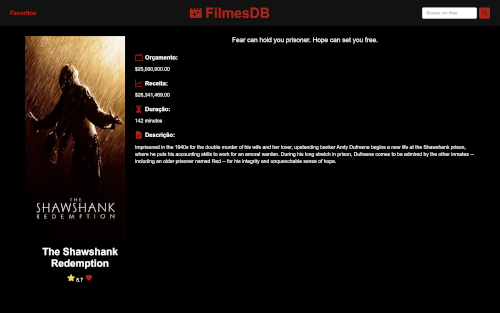 Favoritos
FilmesDB
Busque um filme
Fear can hold you prisoner. Hope can set you free.
THE
SHAWSHANK
REDEMPTION
The Shawshank
Redemption
8.7
Orçamento:
$25,000,000.00
Receita:
$28,341,469.00
Duração:
142 minutos
Descrição:
Imprisoned in the 1940s for the double murder of his wife and her lover, upstanding banker Andy Dufresne begins a new life at the Shawshank prison,
where he puts his accounting skills to work for an amoral warden. During his long stretch in prison, Dufresne comes to be admired by the other inmates --
including an older prisoner named Red -- for his integrity and unquenchable sense of hope.